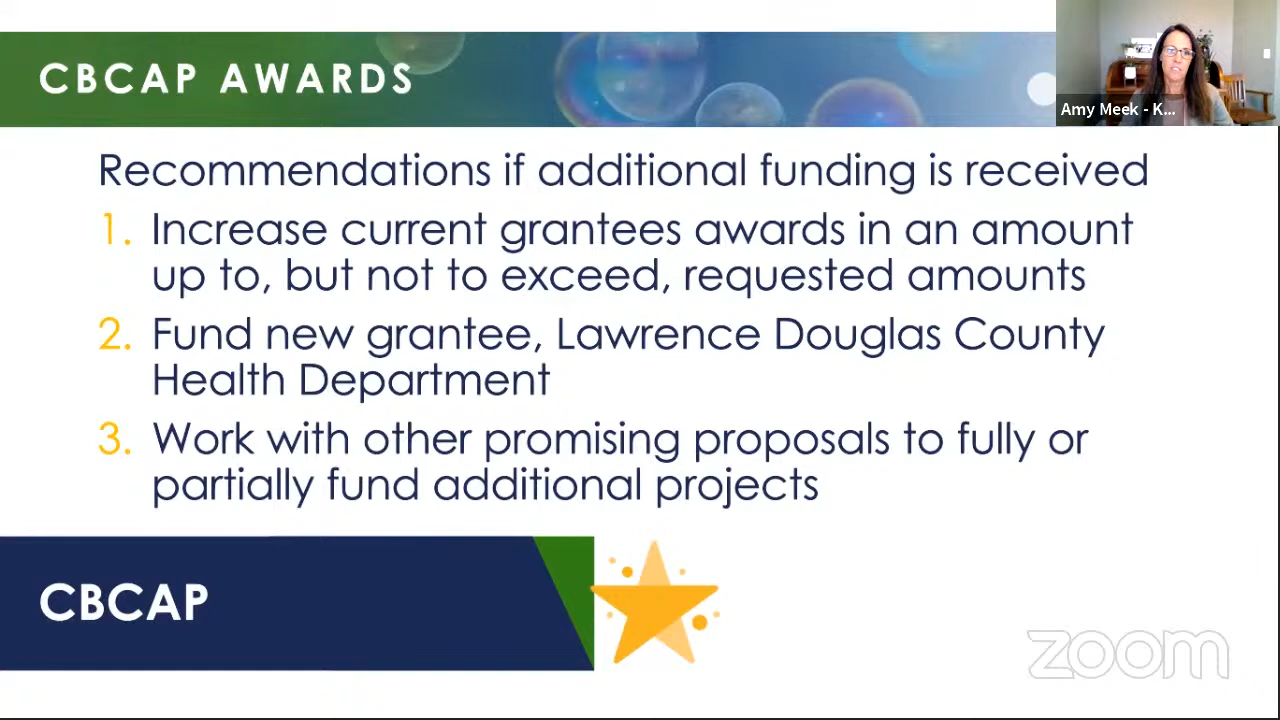 CBCAP AWARDS
Amy Meek - K...
Recommendations if additional funding is received
1. Increase current grantees awards in an amount
up to, but not to exceed, requested amounts
2. Fund new grantee, Lawrence Douglas County
Health Department
3. Work with other promising proposals to fully or
partially fund additional projects
CBCAP
zoom